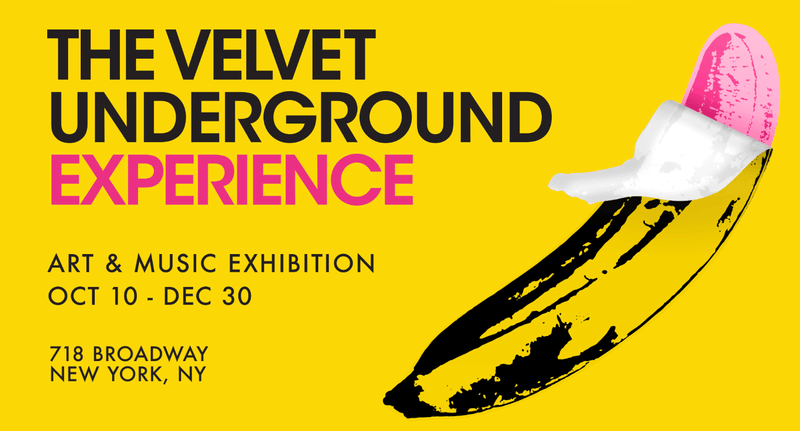 THE VELVET
UNDERGROUND
EXPERIENCE
ART & MUSIC EXHIBITION
OCT 10 - DEC 30
718 BROADWAY
NEW YORK, NY